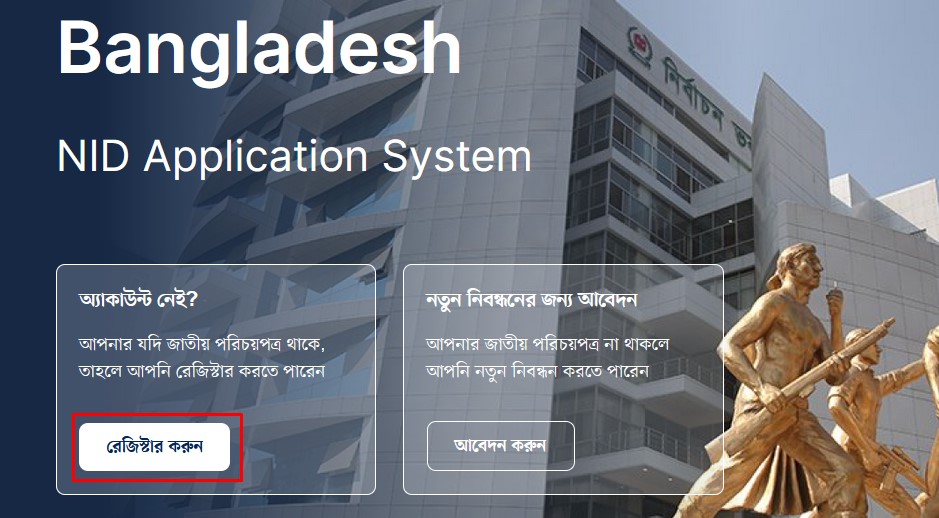 Bangladesh
NID Application System
নির্বাচন
অ্যাকাউন্ট নেই?
আপনার যদি জাতীয় পরিচয়পত্র থাকে,
তাহলে আপনি রেজিস্টার করতে পারেন
রেজিস্টার করুন
নতুন নিবন্ধনের জন্য আবেদন
আপনার জাতীয় পরিচয়পত্র না থাকলে
আপনি নতুন নিবন্ধন করতে পারেন
আবেদন করুন